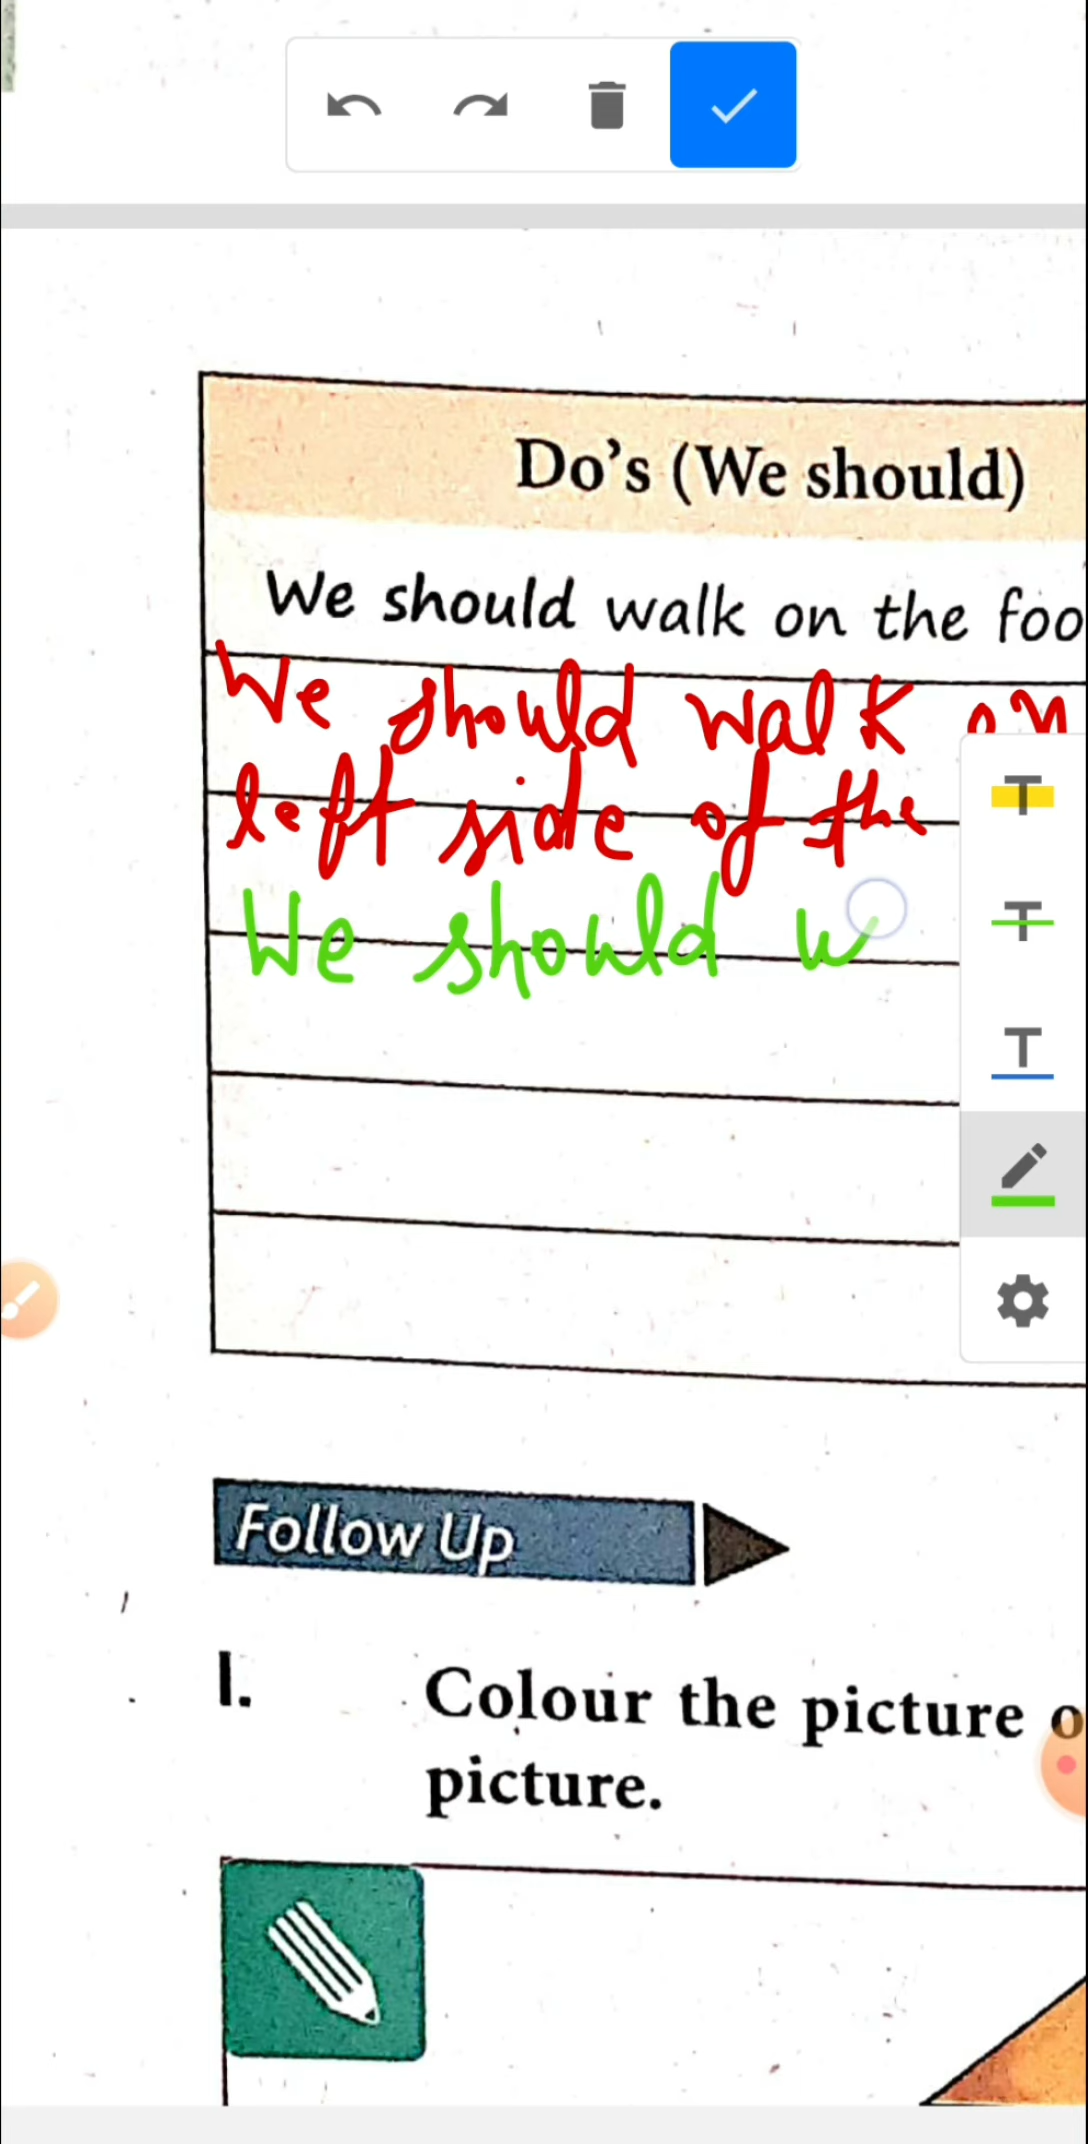 Do's (We should)
We should walk on the foo
We should walk on
left side of the
We should w
Follow Up
I. Colour the picture o
picture.